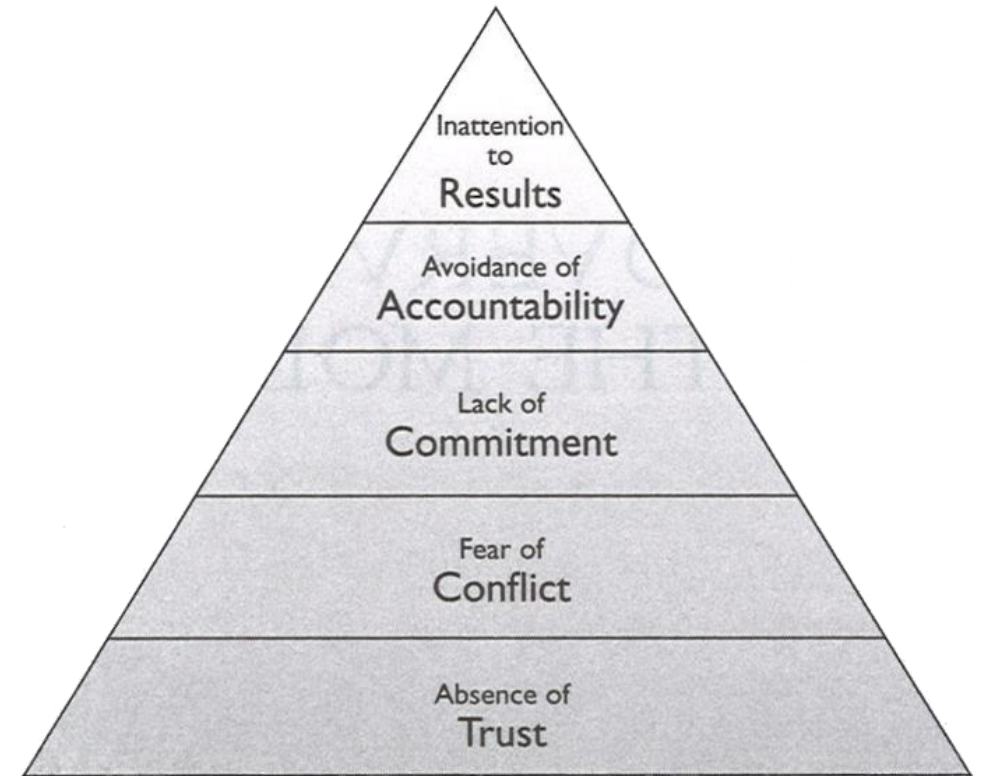 Inattention
to
Results
Avoidance of
Accountability
Lack of
Commitment
Fear of
Conflict
Absence of
Trust